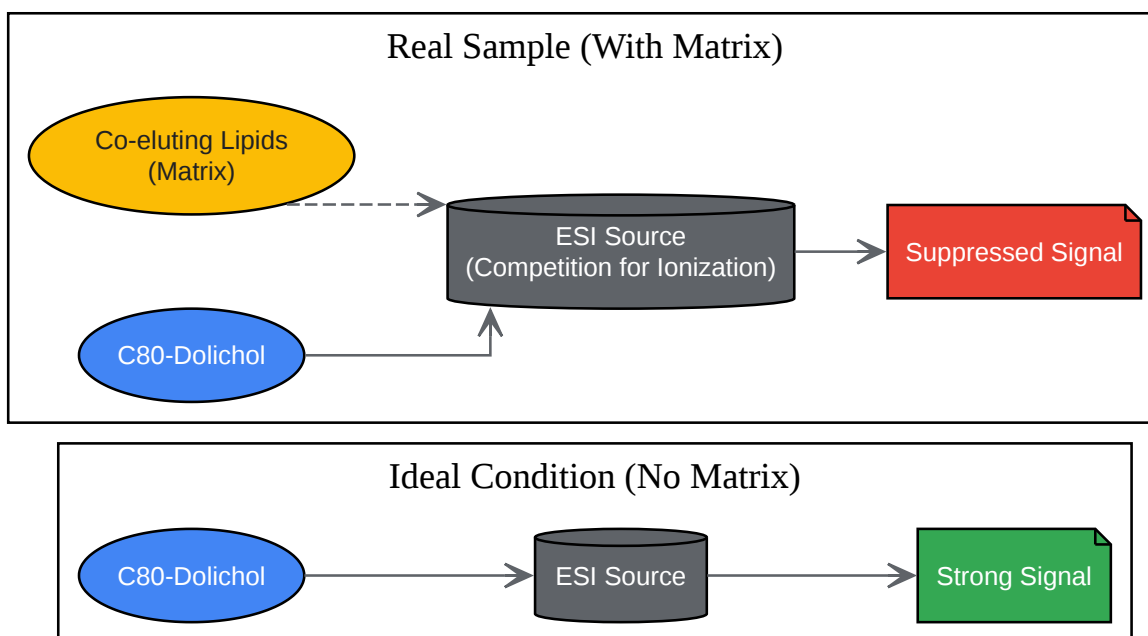 Real Sample (With Matrix)
Co-eluting Lipids
(Matrix)
ESI Source
(Competition for Ionization)
Suppressed Signal
C80-Dolichol
Ideal Condition (No Matrix)
C80-Dolichol
ESI Source
Strong Signal